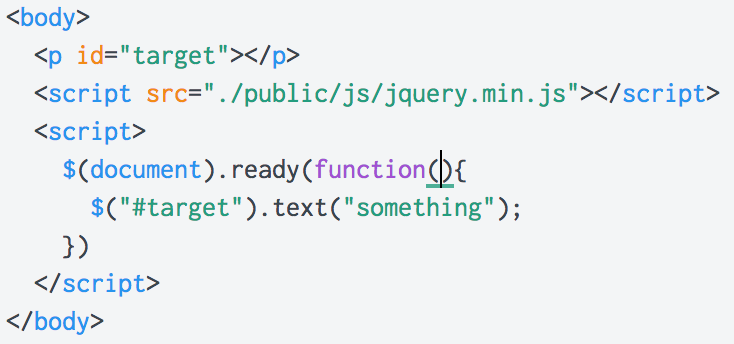 <body>
  <p id="target"></p>
  <script src="./public/js/jquery.min.js"></script>
  <script>
    $(document).ready(function(){
      $("#target").text("something");
    })
  </script>
</body>